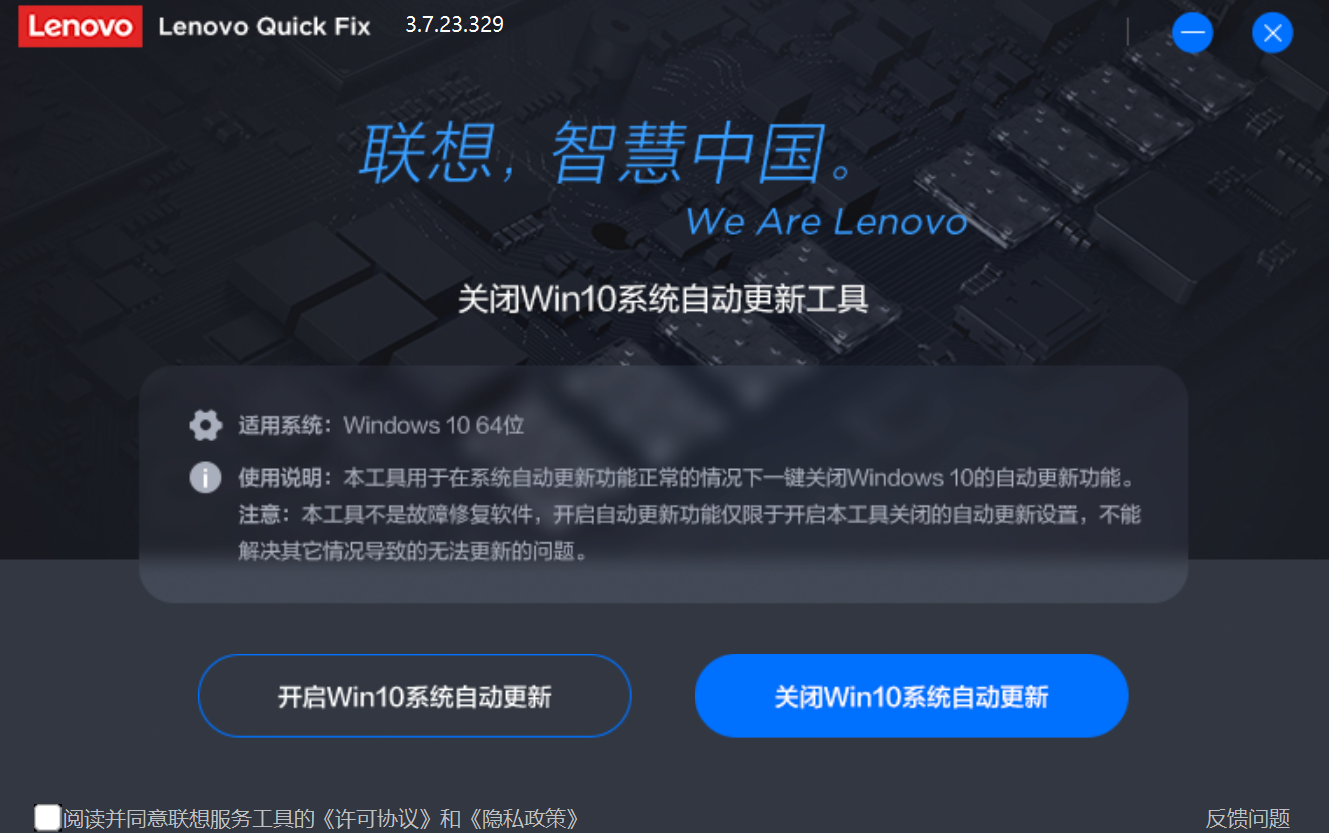 Lenovo Lenovo Quick Fix 3.7.23.329
联想，智慧中国。
We Are Lenovo
关闭Win10系统自动更新工具
适用系统：Windows 10 64位
使用说明：本工具用于在系统自动更新功能正常的情况下一键关闭Windows 10的自动更新功能。
注意：本工具不是故障修复软件，开启自动更新功能仅限于开启本工具关闭的自动更新设置，不能
解决其它情况导致的无法更新的问题。
开启Win10系统自动更新 关闭Win10系统自动更新
阅读并同意联想服务工具的《许可协议》和《隐私政策》 反馈问题